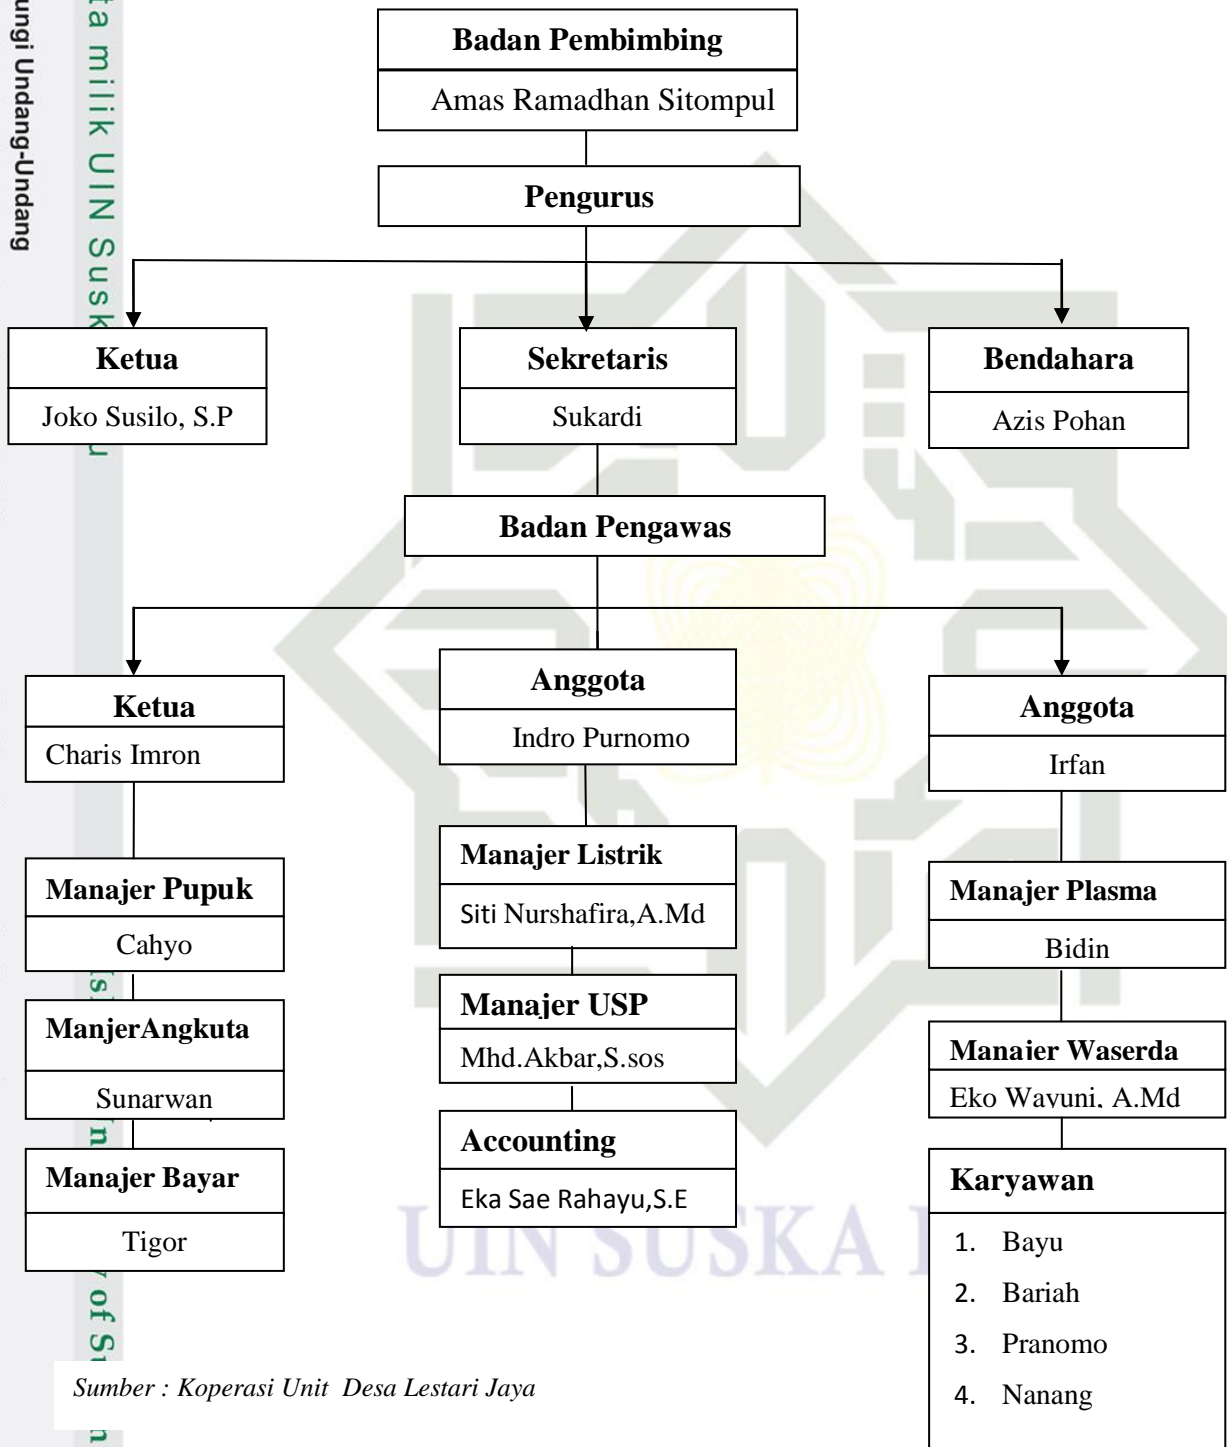 ungi Undang-Undang
ta milik UIN Susk
u
Badan Pembimbing
Amas Ramadhan Sitompul
Pengurus
Ketua
Joko Susilo, S.P
Sekretaris
Sukardi
Bendahara
Azis Pohan
Badan Pengawas
Ketua
Charis Imron
Anggota
Indro Purnomo
Anggota
Irfan
Manajer Pupuk
Cahyo
Manajer Listrik
Siti Nurshafira,A.Md
Manajer Plasma
Bidin
ManjerAngkuta
Sunarwan
Manajer USP
Mhd.Akbar,S.sos
Manajer Waserda
Eko Wayuni, A.Md
Manajer Bayar
Tigor
Accounting
Eka Sae Rahayu,S.E
Karyawan
1. Bayu
2. Bariah
3. Pranomo
4. Nanang
UIN SUSKA
of Su
Sumber : Koperasi Unit Desa Lestari Jaya